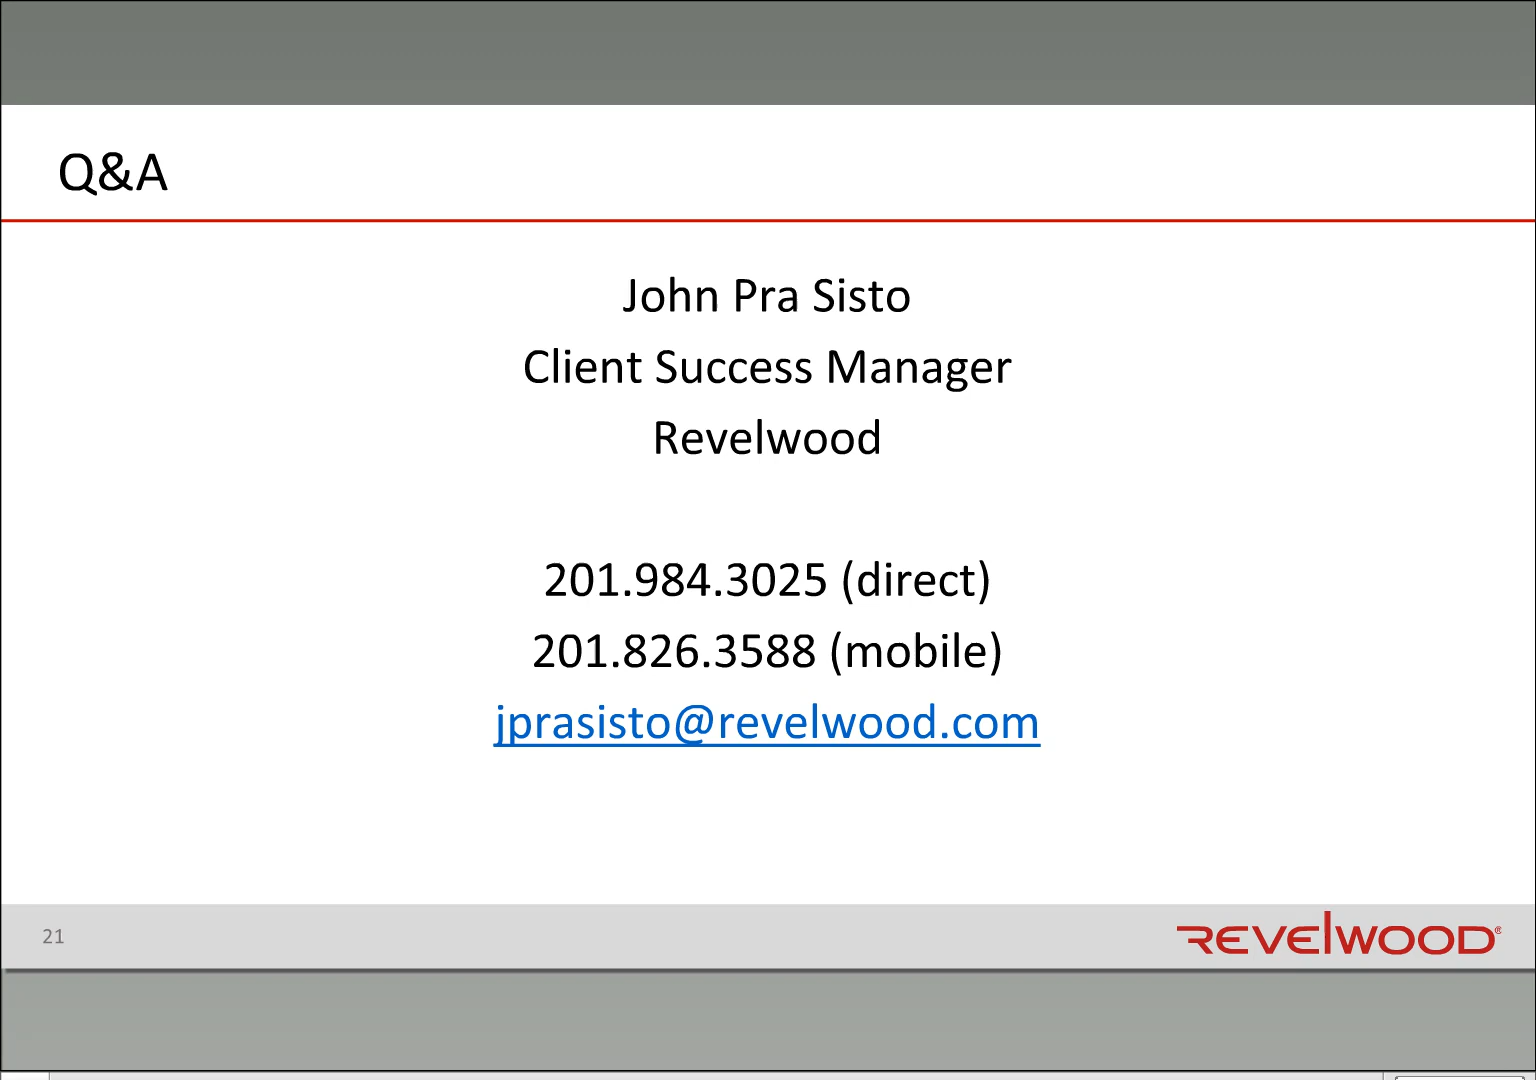 Q&A
John Pra Sisto
Client Success Manager
Revelwood
201.984.3025 (direct)
201.826.3588 (mobile)
jprasisto@revelwood.com
21
REVElWOOD®